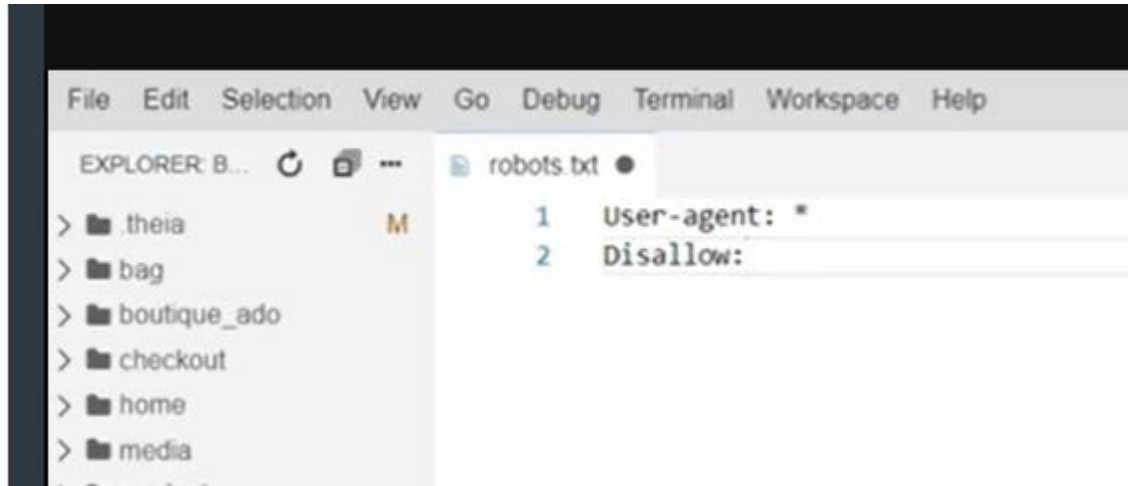 File Edit Selection View Go Debug Terminal Workspace Help
EXPLORER: B...
robots.txt
.theia M
bag
boutique_ado
checkout
home
media
1 User-agent: *
2 Disallow: